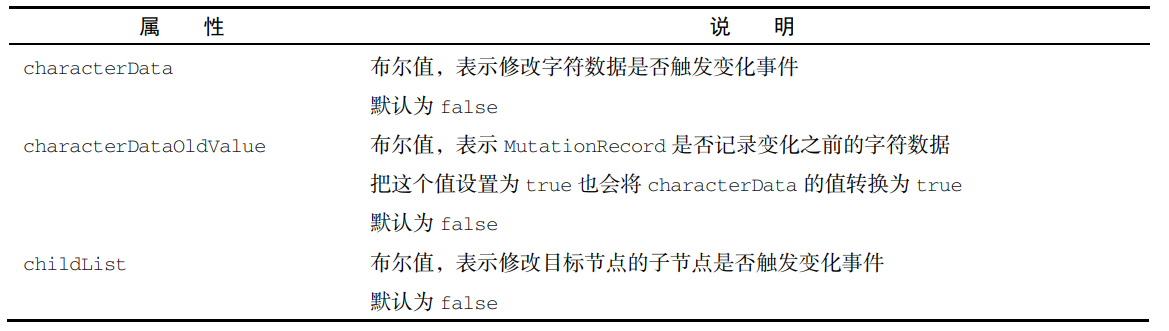 属 性 说 明
characterData 布尔值，表示修改字符数据是否触发变化事件
默认为 false
characterDataOldValue 布尔值，表示 MutationRecord 是否记录变化之前的字符数据
把这个值设置为 true 也会将 characterData 的值转换为 true
默认为 false
childList 布尔值，表示修改目标节点的子节点是否触发变化事件
默认为 false